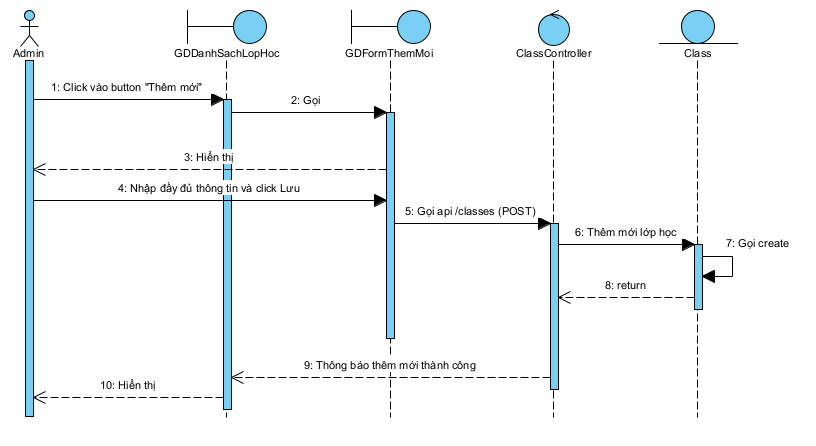 Admin
GDDanhSachLopHoc
GDFormThemMoi
ClassController
Class
1: Click vào button "Thêm mới"
2: Gọi
3: Hiển thị
4: Nhập đầy đủ thông tin và click Lưu
5: Gọi api /classes (POST)
6: Thêm mới lớp học
7: Gọi create
8: return
9: Thông báo thêm mới thành công
10: Hiển thị